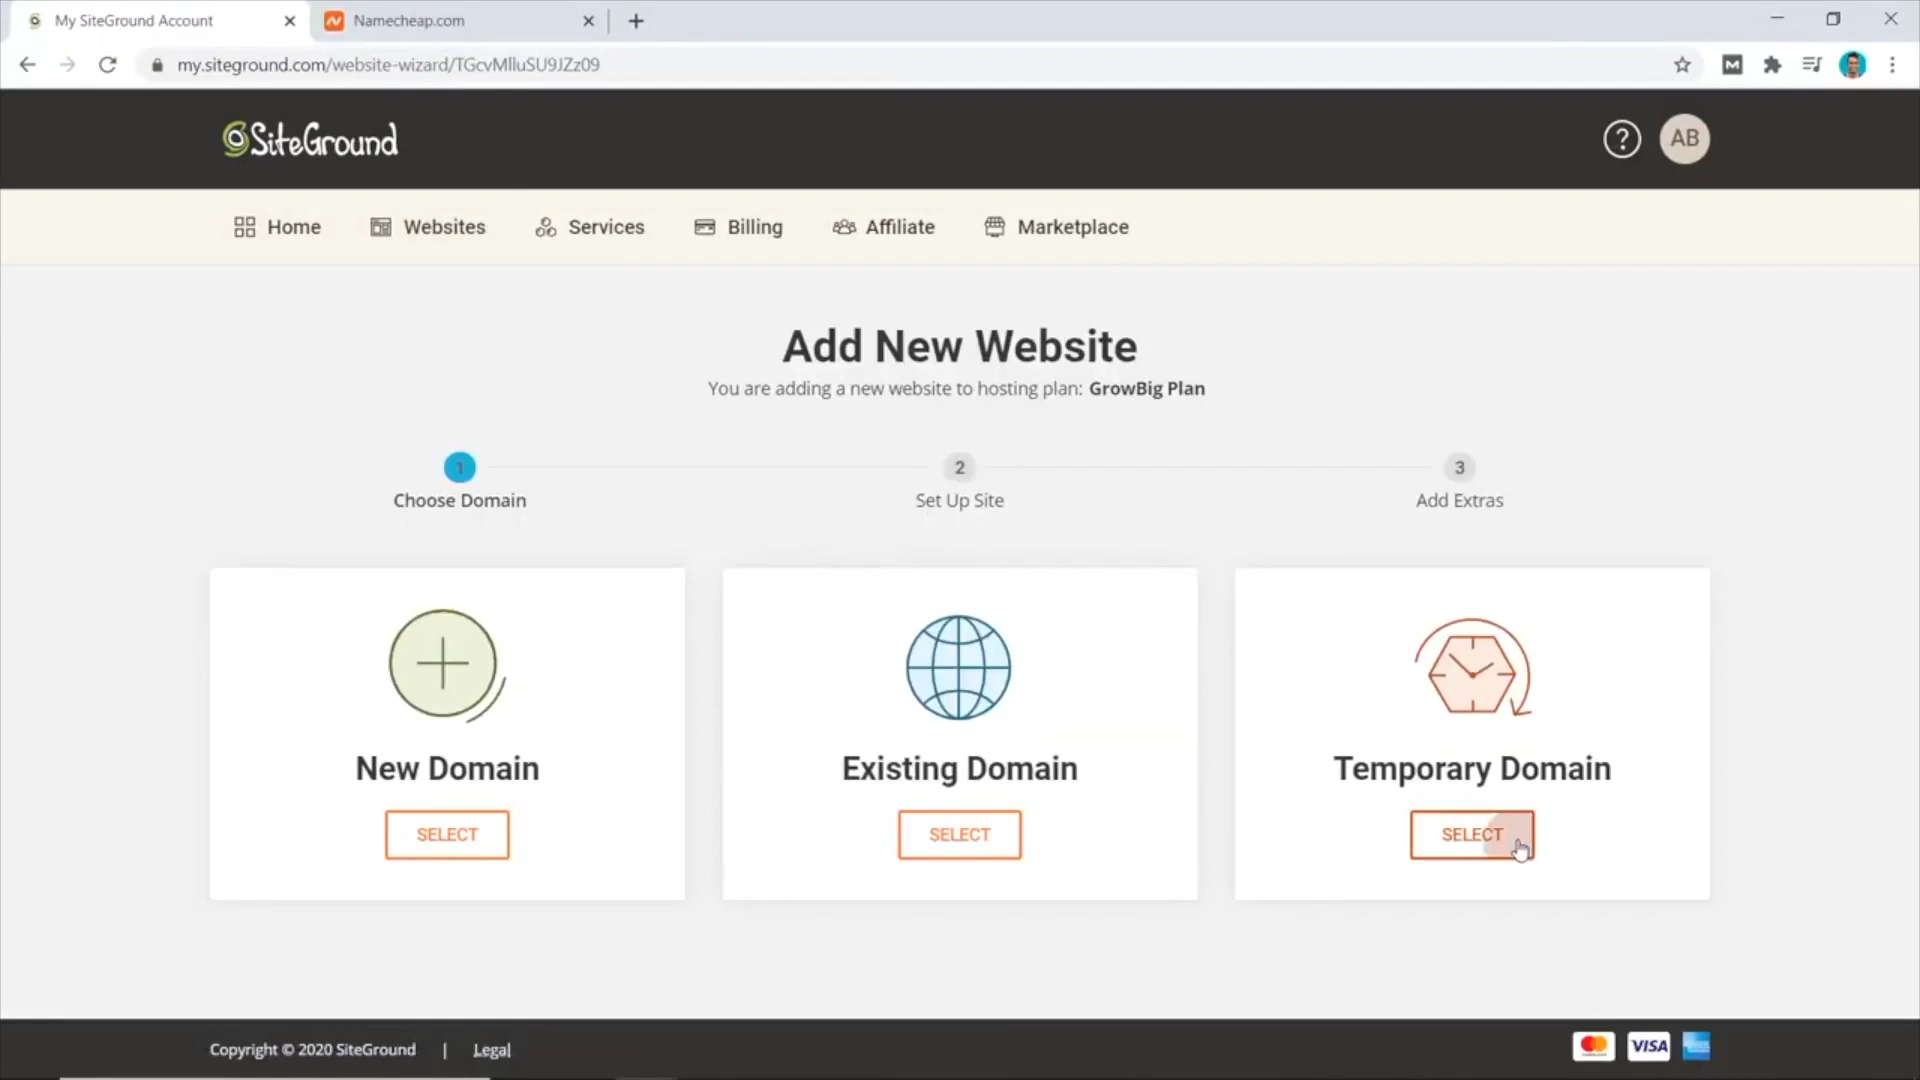 My SiteGround Account
Namecheap.com
my.siteground.com/website-wizard/TGcvMlluSU9JZz09
SiteGround
?
AB
Home
Websites
Services
Billing
Affiliate
Marketplace
Add New Website
You are adding a new website to hosting plan: GrowBig Plan
1
2
3
Choose Domain
Set Up Site
Add Extras
New Domain
Existing Domain
Temporary Domain
SELECT
SELECT
SELECT
Copyright © 2020 SiteGround | Legal
VISA